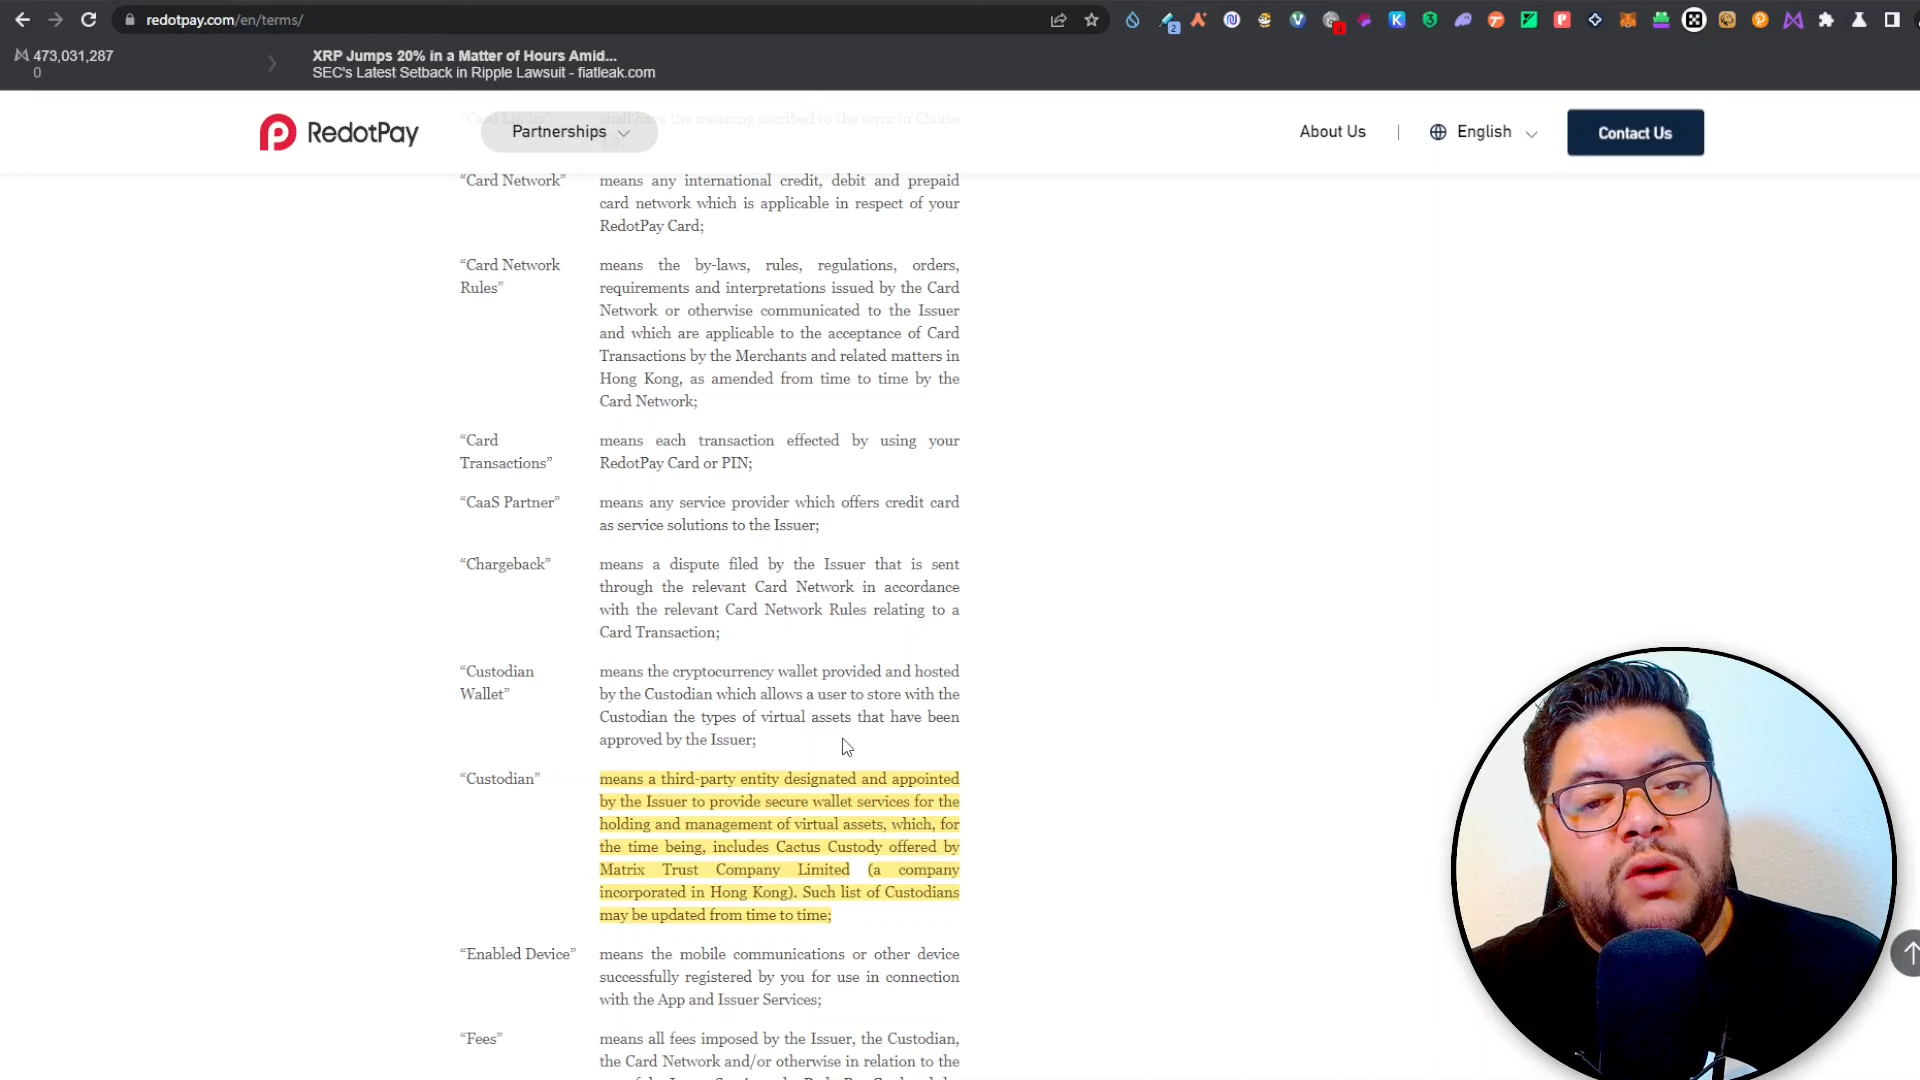 redotpay.com/en/terms/
2
4
473,031,287
0
XRP Jumps 20% in a Matter of Hours Amid...
SEC's Latest Setback in Ripple Lawsuit - fiatleak.com
RedotPay
Partnerships
About Us
English
Contact Us
“Card Limits” shall have the meaning ascribed to the term in Clause
“Card Network” means any international credit, debit and prepaid
card network which is applicable in respect of your
RedotPay Card;
“Card Network means the by-laws, rules, regulations, orders,
Rules” requirements and interpretations issued by the Card
Network or otherwise communicated to the Issuer
and which are applicable to the acceptance of Card
Transactions by the Merchants and related matters in
Hong Kong, as amended from time to time by the
Card Network;
“Card means each transaction effected by using your
Transactions” RedotPay Card or PIN;
“CaaS Partner” means any service provider which offers credit card
as service solutions to the Issuer;
“Chargeback” means a dispute filed by the Issuer that is sent
through the relevant Card Network in accordance
with the relevant Card Network Rules relating to a
Card Transaction;
“Custodian means the cryptocurrency wallet provided and hosted
Wallet” by the Custodian which allows a user to store with the
Custodian the types of virtual assets that have been
approved by the Issuer;
“Custodian” means a third-party entity designated and appointed
by the Issuer to provide secure wallet services for the
holding and management of virtual assets, which, for
the time being, includes Cactus Custody offered by
Matrix Trust Company Limited (a company
incorporated in Hong Kong). Such list of Custodians
may be updated from time to time;
“Enabled Device” means the mobile communications or other device
successfully registered by you for use in connection
with the App and Issuer Services;
“Fees” means all fees imposed by the Issuer, the Custodian,
the Card Network and/or otherwise in relation to the